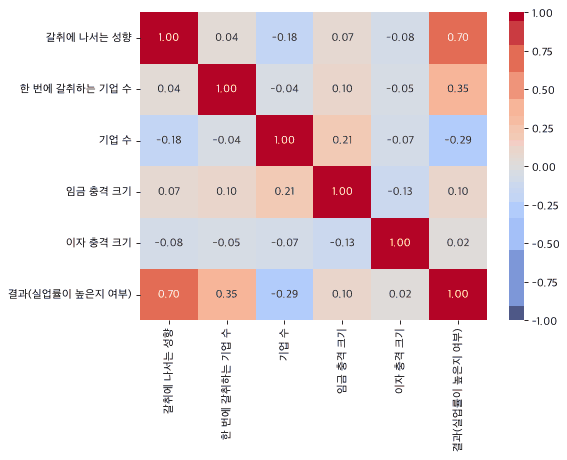 갈취에 나서는 성향 1.00 0.04 -0.18 0.07 -0.08 0.70
한 번에 갈취하는 기업 수 0.04 1.00 -0.04 0.10 -0.05 0.35
기업 수 -0.18 -0.04 1.00 0.21 -0.07 -0.29
임금 충격 크기 0.07 0.10 0.21 1.00 -0.13 0.10
이자 충격 크기 -0.08 -0.05 -0.07 -0.13 1.00 0.02
결과(실업률이 높은지 여부) 0.70 0.35 -0.29 0.10 0.02 1.00
갈취에 나서는 성향
한 번에 갈취하는 기업 수
기업 수
임금 충격 크기
이자 충격 크기
결과(실업률이 높은지 여부)
1.00
0.75
0.50
0.25
0.00
-0.25
-0.50
-0.75
-1.00